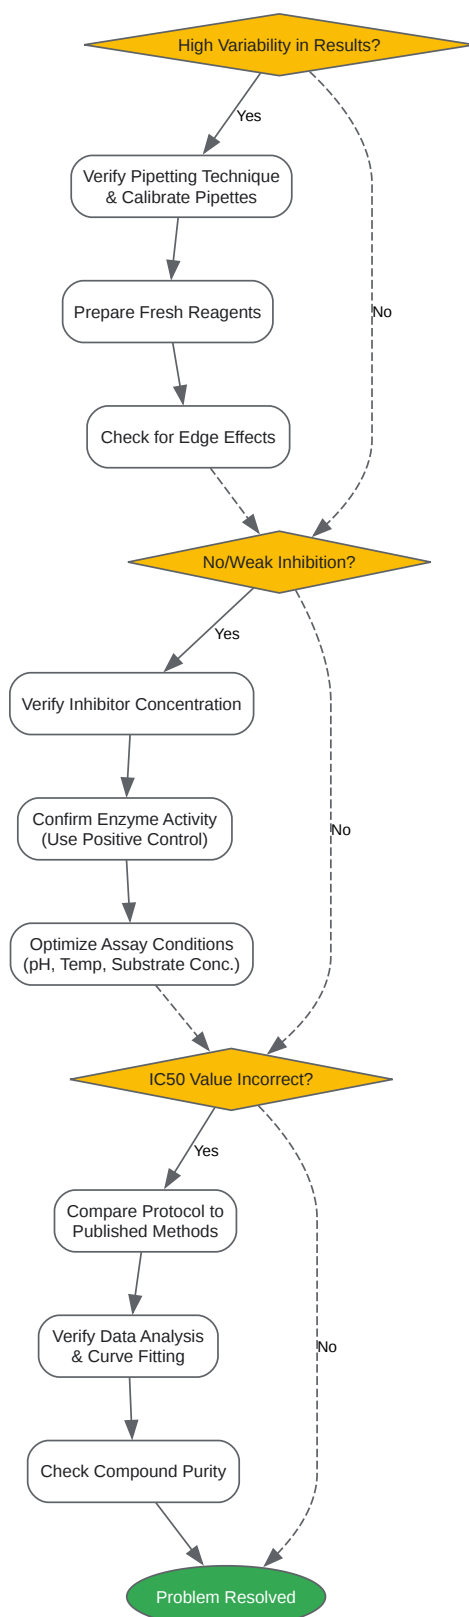 High Variability in Results?
Yes
Verify Pipetting Technique
& Calibrate Pipettes
Prepare Fresh Reagents
No
Check for Edge Effects
No/Weak Inhibition?
Yes
Verify Inhibitor Concentration
Confirm Enzyme Activity
(Use Positive Control)
No
Optimize Assay Conditions
(pH, Temp, Substrate Conc.)
IC50 Value Incorrect?
Yes
Compare Protocol to
Published Methods
Verify Data Analysis
& Curve Fitting
No
Check Compound Purity
Problem Resolved